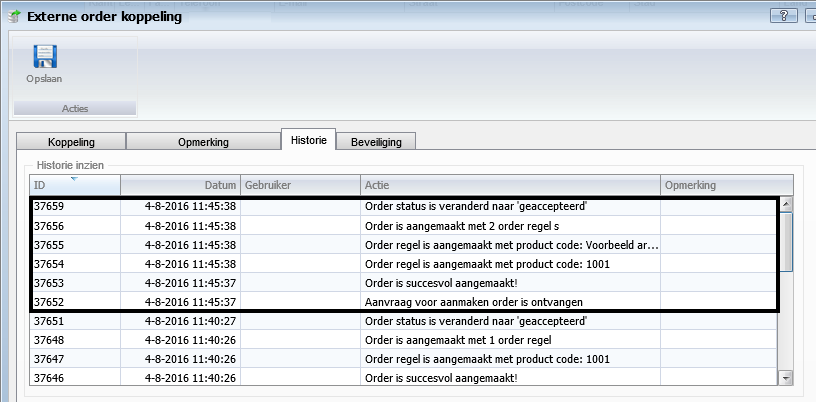 Externe order koppeling
?
Opslaan
Acties
Koppeling Opmerking Historie Beveiliging
Historie inzien
ID Datum Gebruiker Actie Opmerking
37659 4-8-2016 11:45:38 Order status is veranderd naar 'geaccepteerd'
37656 4-8-2016 11:45:38 Order is aangemaakt met 2 order regel s
37655 4-8-2016 11:45:38 Order regel is aangemaakt met product code: Voorbeeld ar...
37654 4-8-2016 11:45:38 Order regel is aangemaakt met product code: 1001
37653 4-8-2016 11:45:37 Order is succesvol aangemaakt!
37652 4-8-2016 11:45:37 Aanvraag voor aanmaken order is ontvangen
37651 4-8-2016 11:40:27 Order status is veranderd naar 'geaccepteerd'
37648 4-8-2016 11:40:26 Order is aangemaakt met 1 order regel
37647 4-8-2016 11:40:26 Order regel is aangemaakt met product code: 1001
37646 4-8-2016 11:40:26 Order is succesvol aangemaakt!